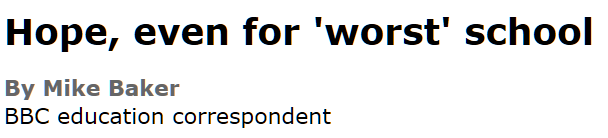 Hope, even for 'worst' school
By Mike Baker
BBC education correspondent